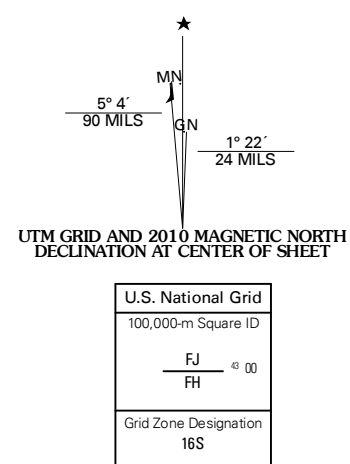 MN
5° 4´
90 MILS
GN
1° 22´
24 MILS
UTM GRID AND 2010 MAGNETIC NORTH
DECLINATION AT CENTER OF SHEET
U.S. National Grid
100,000-m Square ID
FJ
43 00
FH
Grid Zone Designation
16S